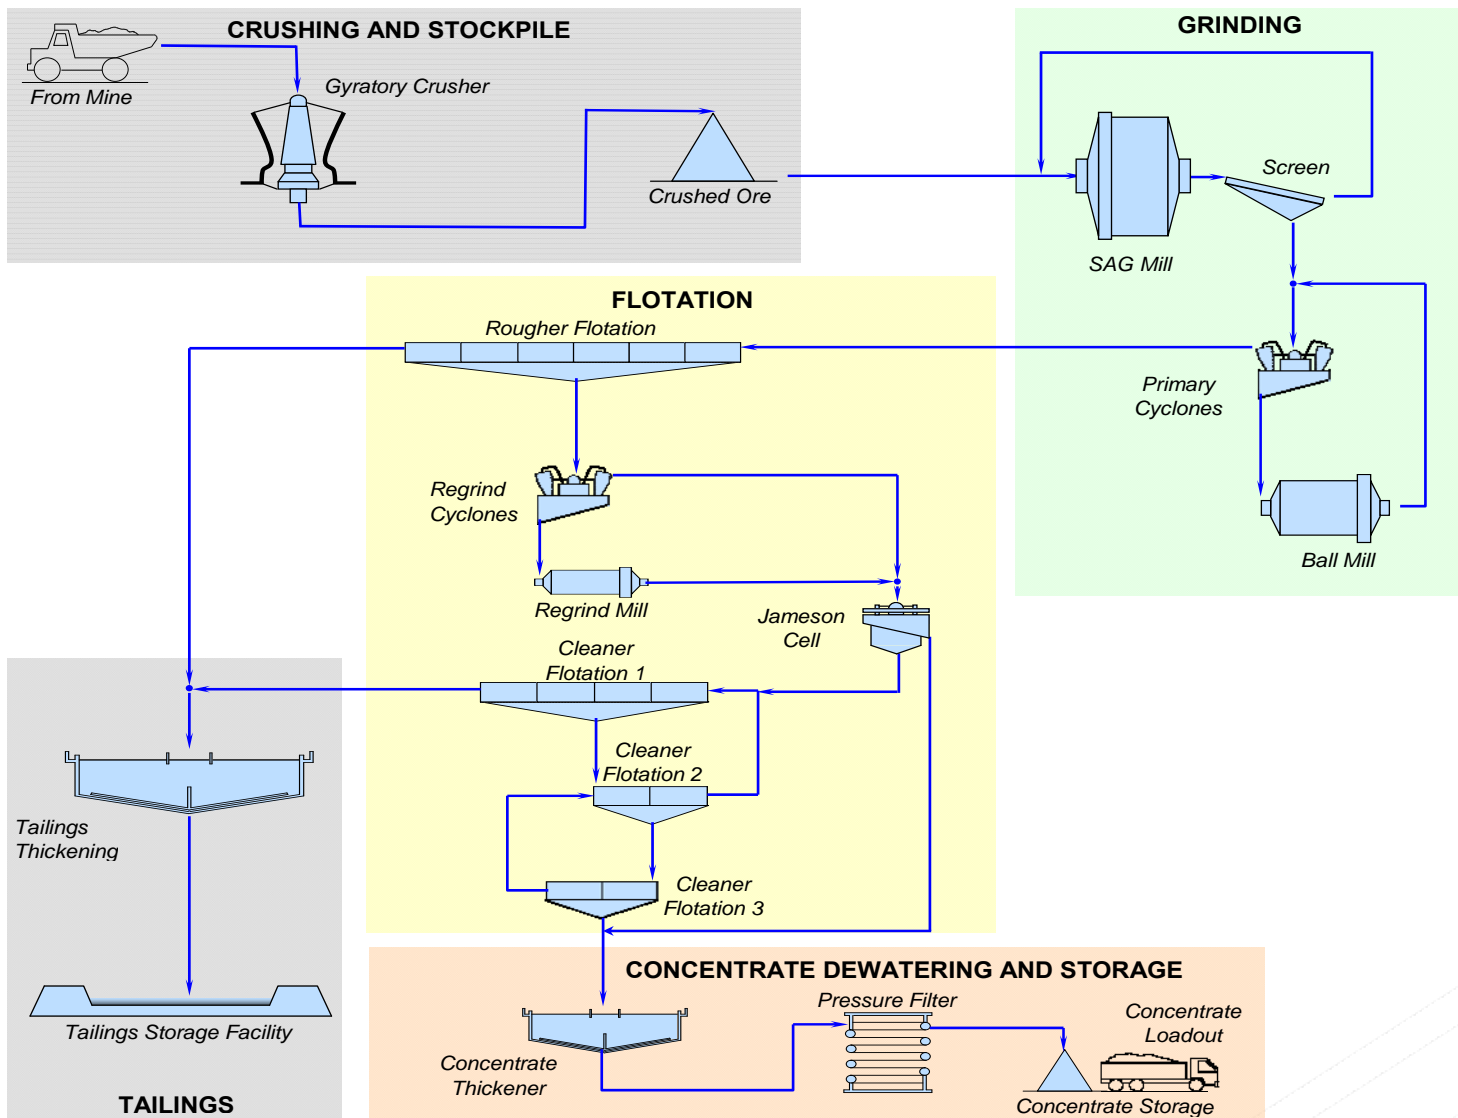 CRUSHING AND STOCKPILE
From Mine
Gyratory Crusher
Crushed Ore
GRINDING
Screen
SAG Mill
Primary
Cyclones
Ball Mill
FLOTATION
Rougher Flotation
Regrind
Cyclones
Regrind Mill
Jameson
Cell
Cleaner
Flotation 1
Cleaner
Flotation 2
Cleaner
Flotation 3
Tailings
Thickening
Tailings Storage Facility
TAILINGS
CONCENTRATE DEWATERING AND STORAGE
Pressure Filter
Concentrate
Loadout
Concentrate
Thickener
Concentrate Storage